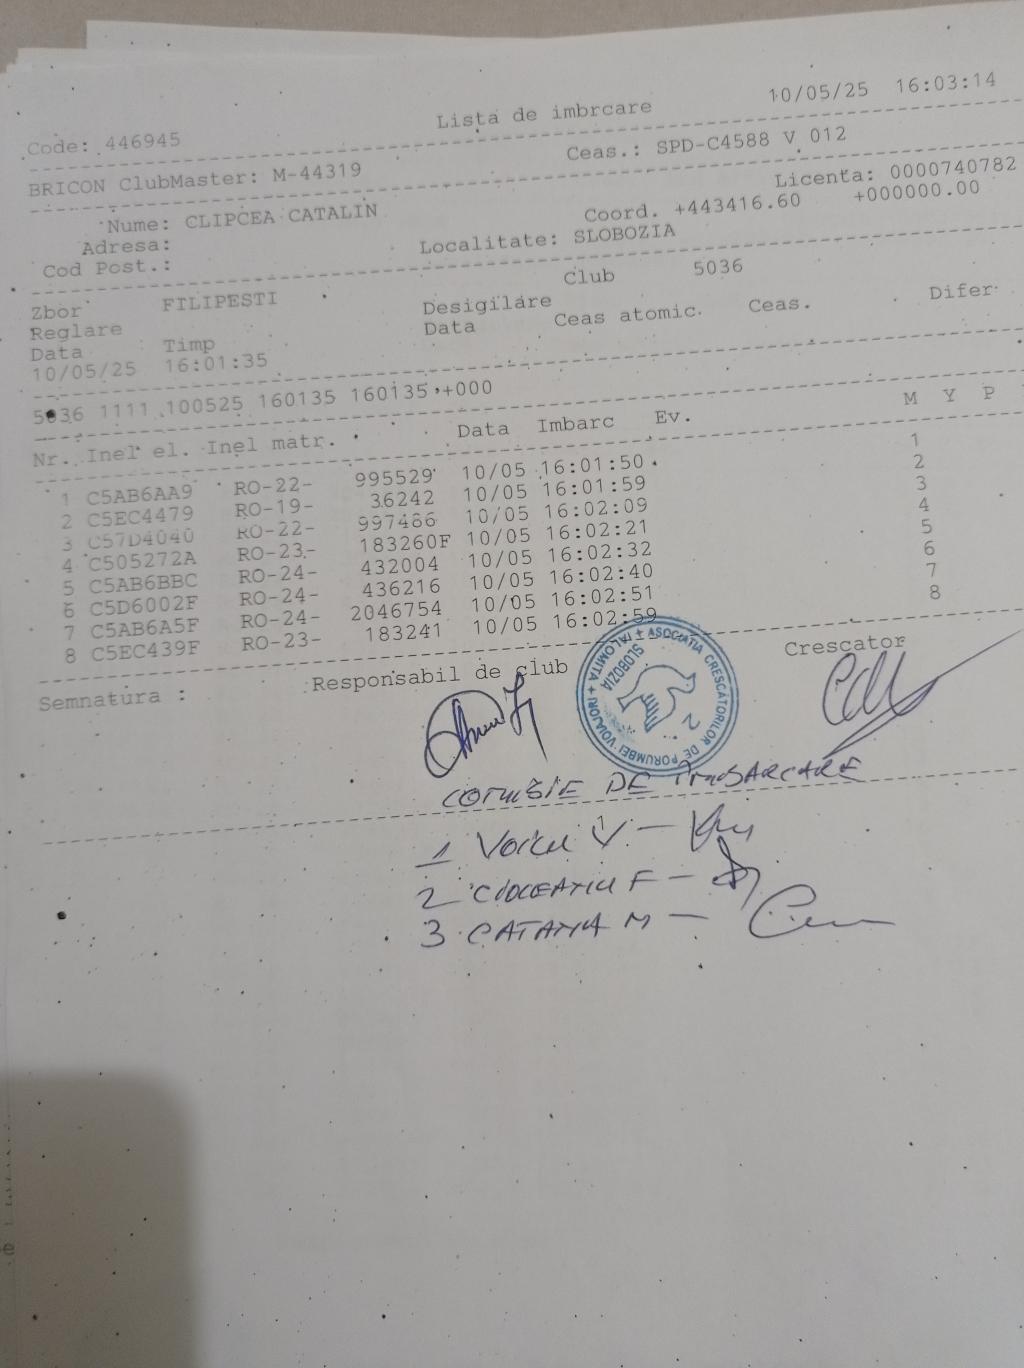 Lista de imbrcare 10/05/25 16:03:14
Code: 446945
BRICON ClubMaster: M-44319 Ceas.: SPD-C4588 V 012
Licenta: 0000740782
Nume: CLIPCEA CATALIN Coord. +443416.60 +000000.00
Adresa:
Cod Post.: Localitate: SLOBOZIA
Club 5036
Zbor FILIPESTI Desigilare
Reglare Data Ceas atomic. Ceas. Difer
Data Timp
10/05/25 16:01:35
5036 1111 100525 160135 160135 +000
Nr. Inel el. Inel matr. Data Imbarc Ev. M Y P
1 C5AB6AA9 RO-22- 995529 10/05 16:01:50 1
2 C5EC4479 RO-19- 36242 10/05 16:01:59 2
3 C57D4040 RO-22- 997466 10/05 16:02:09 3
4 C505272A RO-23- 183260F 10/05 16:02:21 4
5 C5AB6BBC RO-24- 432004 10/05 16:02:32 5
6 C5D6002F RO-24- 436216 10/05 16:02:40 6
7 C5AB6A5F RO-24- 2046754 10/05 16:02:51 7
8 C5EC439F RO-23- 183241 10/05 16:02:59 8
Semnatura : Responsabil de club Crescator
ASOCIATIA CRESCATORILOR DE PORUMBEI VOIAJORI + IALOMITA +
SLOBOZIA
2
COMISIE DE IMBARCARE
1 VOICU V –
2 CIOCEANU F –
3 CATANA M –